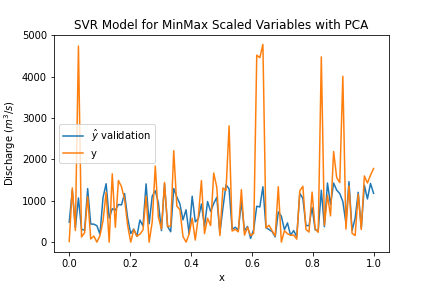 SVR Model for MinMax Scaled Variables with PCA
Discharge (m³/s)
5000
4000
3000
2000
1000
0
ŷ validation
y
0.0 0.2 0.4 0.6 0.8 1.0
x